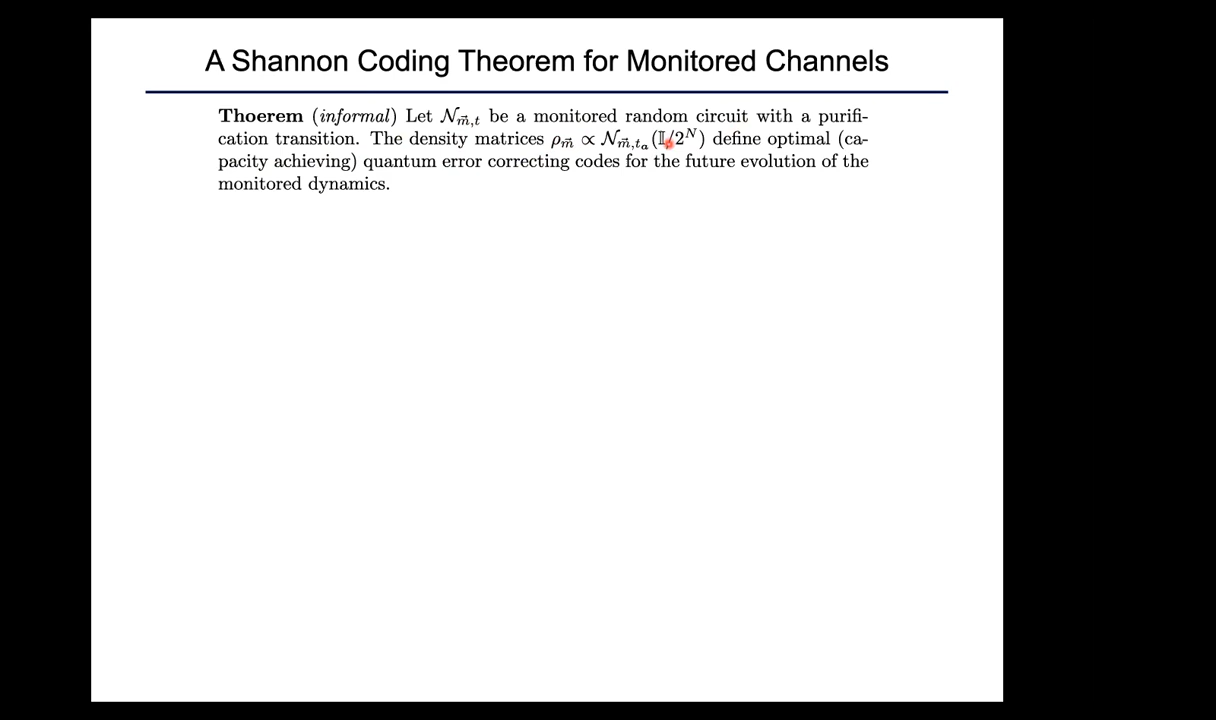 A Shannon Coding Theorem for Monitored Channels
Thoerem (informal) Let 𝒩_{m⃗,t} be a monitored random circuit with a purifi-
cation transition. The density matrices ρ_{m⃗} ∝ 𝒩_{m⃗,t_a}(𝕀/2^N) define optimal (ca-
pacity achieving) quantum error correcting codes for the future evolution of the
monitored dynamics.